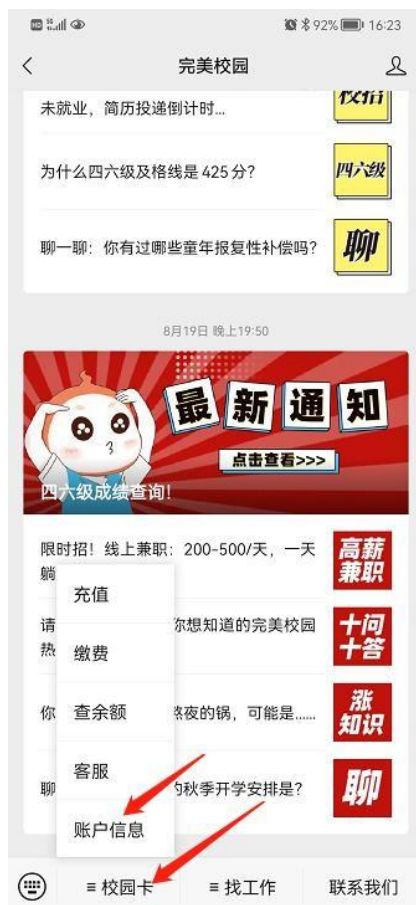 HD 5G 92% 16:23
完美校园
未就业，简历投递倒计时...
校招
为什么四六级及格线是 425 分?
四六级
聊一聊：你有过哪些童年报复性补偿吗?
聊
8月19日 晚上19:50
最新通知
点击查看>>>
四六级成绩查询!
限时招！线上兼职：200-500/天，一天
躺
高薪
兼职
请
你想知道的完美校园
热
十问
十答
你
熬夜的锅，可能是......
涨
知识
聊
的秋季开学安排是?
聊
充值
缴费
查余额
客服
账户信息
≡ 校园卡
≡ 找工作
联系我们